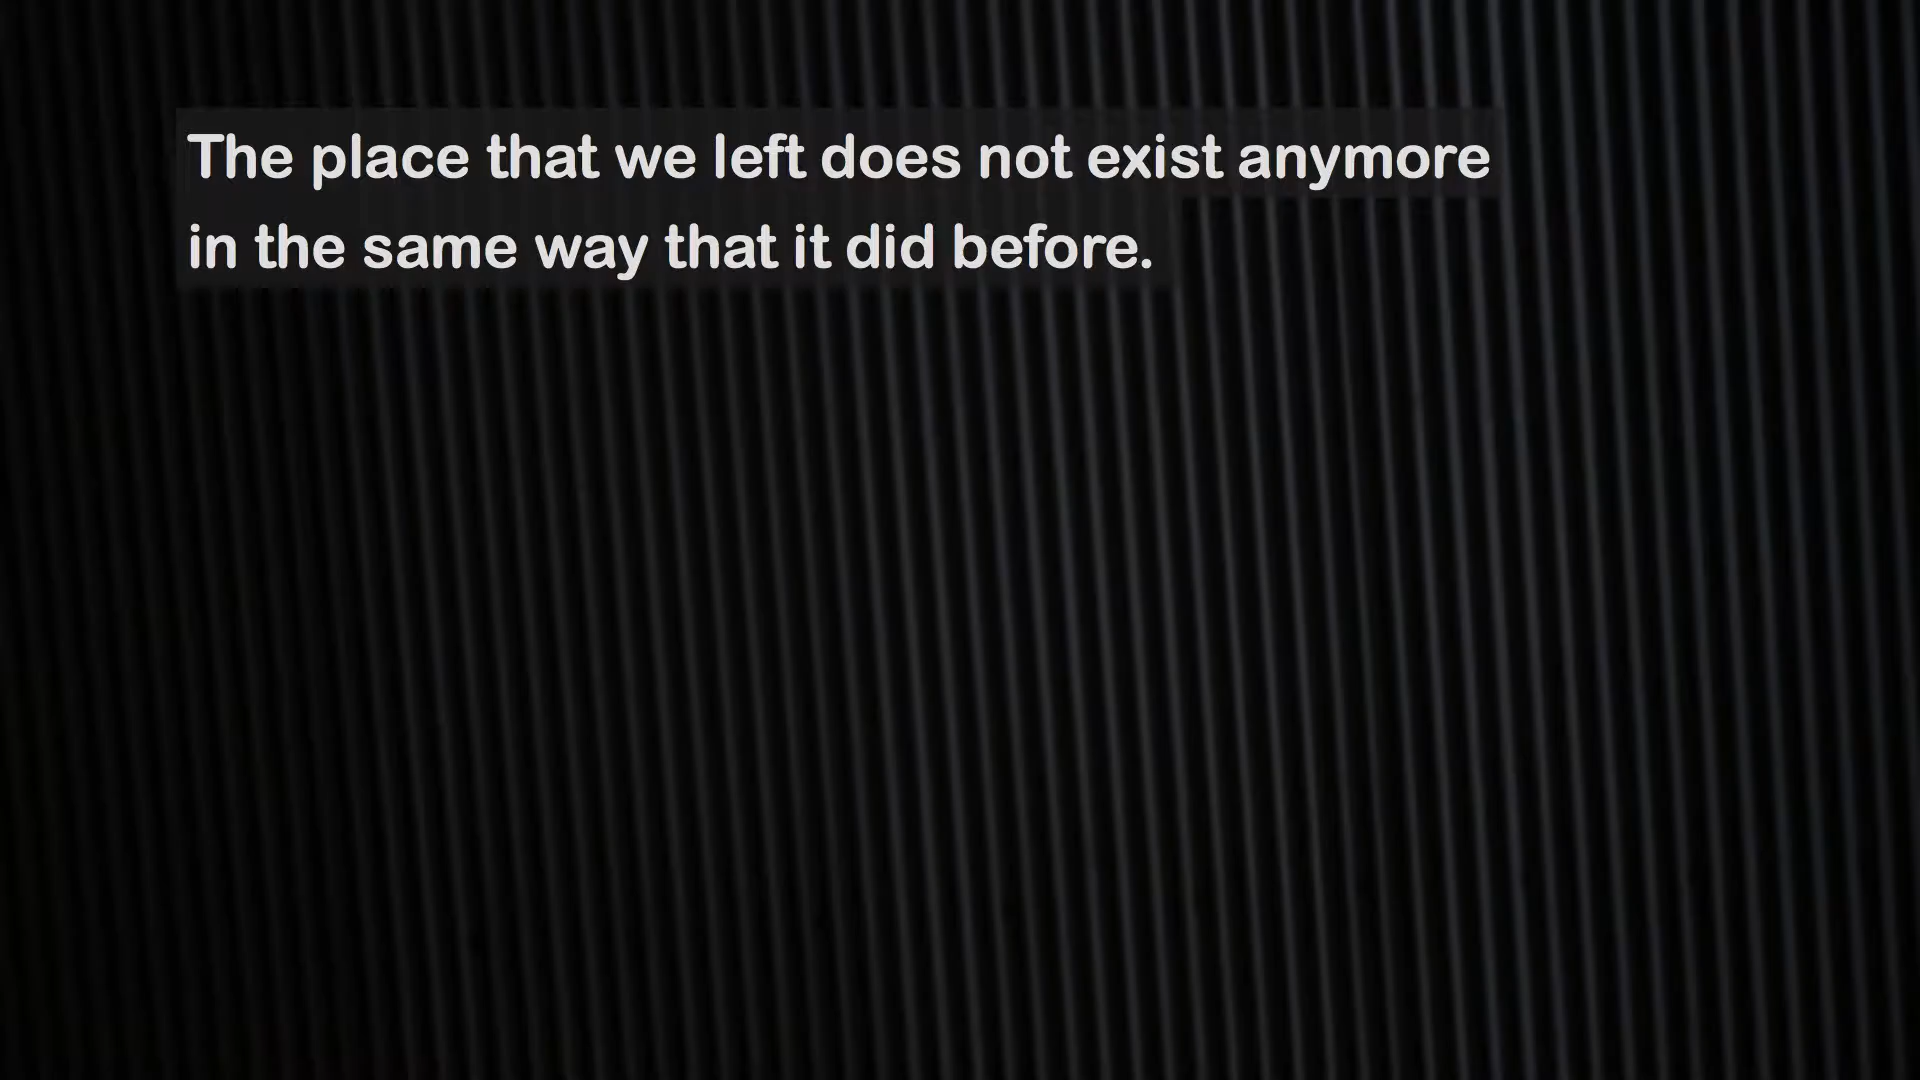 The place that we left does not exist anymore
in the same way that it did before.